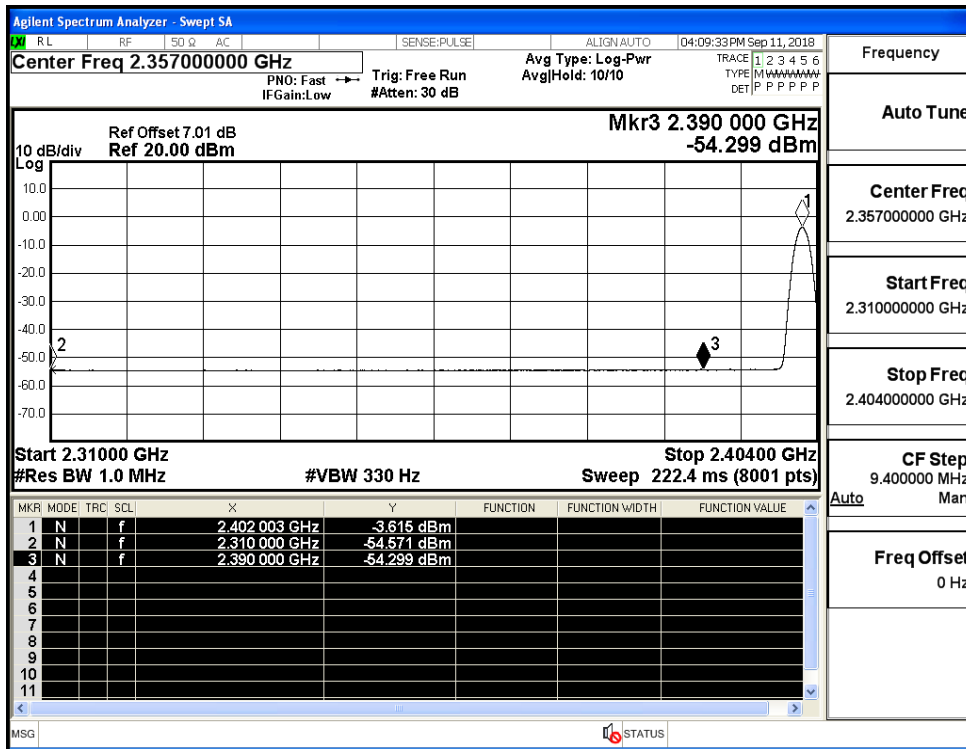 Agilent Spectrum Analyzer - Swept SA
LXI RL RF 50 Ω AC SENSE:PULSE ALIGN AUTO 04:09:33 PM Sep 11, 2018
Center Freq 2.357000000 GHz
PNO: Fast
IFGain:Low
Trig: Free Run
#Atten: 30 dB
Avg Type: Log-Pwr
Avg|Hold: 10/10
TRACE 1 2 3 4 5 6
TYPE M WWWWW
DET P P P P P P
Ref Offset 7.01 dB
Ref 20.00 dBm
10 dB/div
Log
Mkr3 2.390 000 GHz
-54.299 dBm
10.0
0.00
-10.0
-20.0
-30.0
-40.0
-50.0
-60.0
-70.0
1
2
3
Start 2.31000 GHz
Stop 2.40400 GHz
#Res BW 1.0 MHz
#VBW 330 Hz
Sweep 222.4 ms (8001 pts)
MKR MODE TRC SCL X Y FUNCTION FUNCTION WIDTH FUNCTION VALUE
1 N f 2.402 003 GHz -3.615 dBm
2 N f 2.310 000 GHz -54.571 dBm
3 N f 2.390 000 GHz -54.299 dBm
4
5
6
7
8
9
10
11
MSG
STATUS
Frequency
Auto Tune
Center Freq
2.357000000 GHz
Start Freq
2.310000000 GHz
Stop Freq
2.404000000 GHz
CF Step
9.400000 MHz
Auto Man
Freq Offset
0 Hz